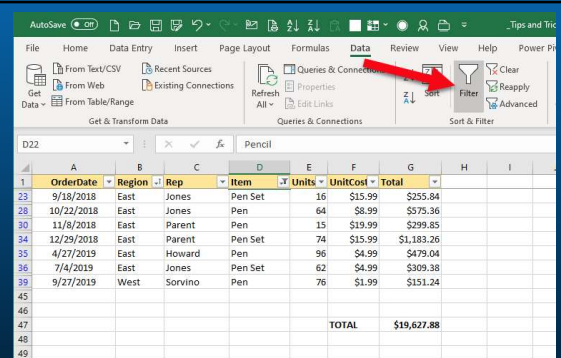 AutoSave Off _Tips and Tric
File Home Data Entry Insert Page Layout Formulas Data Review View Help Power Pi
Get Data From Text/CSV From Web From Table/Range Recent Sources Existing Connections
Refresh All Queries & Connections Properties Edit Links
Sort Filter Clear Reapply Advanced
Get & Transform Data Queries & Connections Sort & Filter
D22 fx Pencil
A B C D E F G H I
1 OrderDate Region Rep Item Units UnitCost Total
23 9/18/2018 East Jones Pen Set 16 $15.99 $255.84
28 10/22/2018 East Jones Pen 64 $8.99 $575.36
30 11/8/2018 East Parent Pen 15 $19.99 $299.85
34 12/29/2018 East Parent Pen Set 74 $15.99 $1,183.26
35 4/27/2019 East Howard Pen 96 $4.99 $479.04
36 7/4/2019 East Jones Pen Set 62 $4.99 $309.38
39 9/27/2019 West Sorvino Pen 76 $1.99 $151.24
45
46
47 TOTAL $19,627.88
48
49